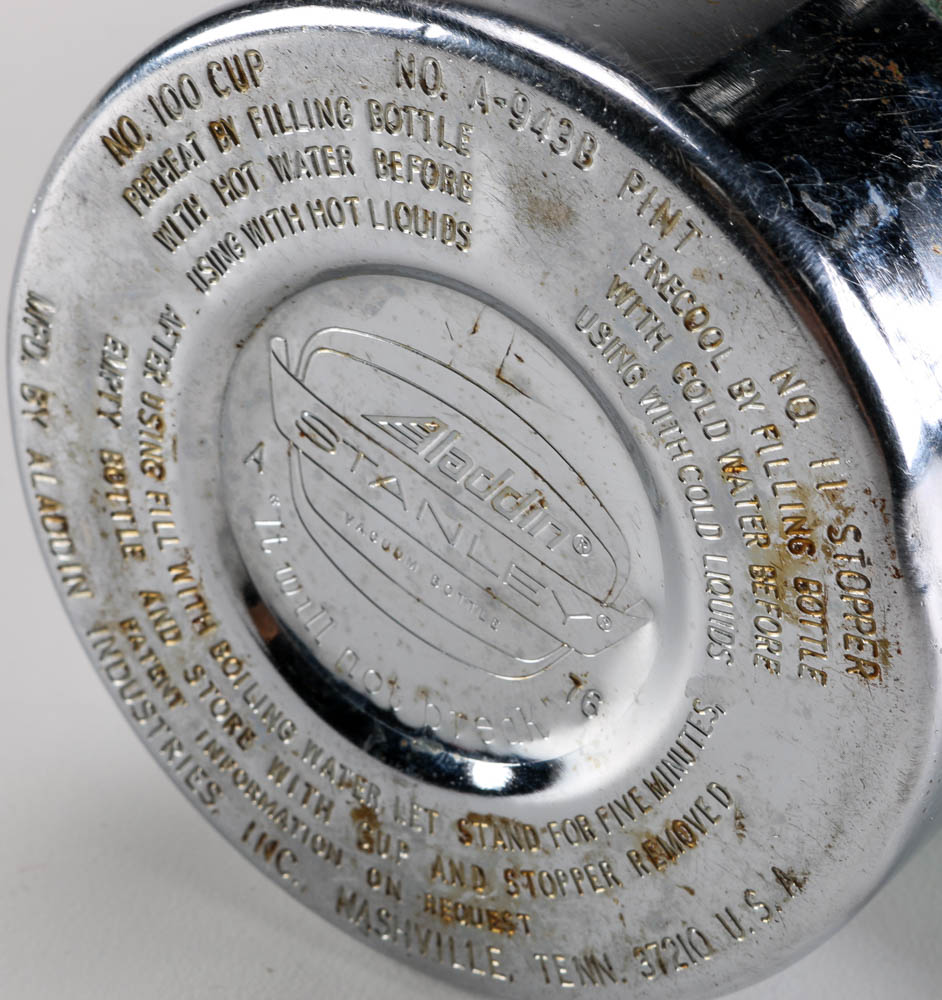 NO. 100 CUP NO. A-943B PINT NO. 11 STOPPER
PREHEAT BY FILLING BOTTLE
WITH HOT WATER BEFORE
USING WITH HOT LIQUIDS
PRECOOL BY FILLING BOTTLE
WITH COLD WATER BEFORE
USING WITH COLD LIQUIDS
AFTER USING FILL WITH BOILING WATER, LET STAND FOR FIVE MINUTES,
EMPTY BOTTLE AND STORE WITH CUP AND STOPPER REMOVED
PATENT INFORMATION ON REQUEST
MFD. BY ALADDIN INDUSTRIES, INC., NASHVILLE, TENN. 37210 U.S.A.
Aladdin®
STANLEY®
VACUUM BOTTLE
A "It will not break" 76